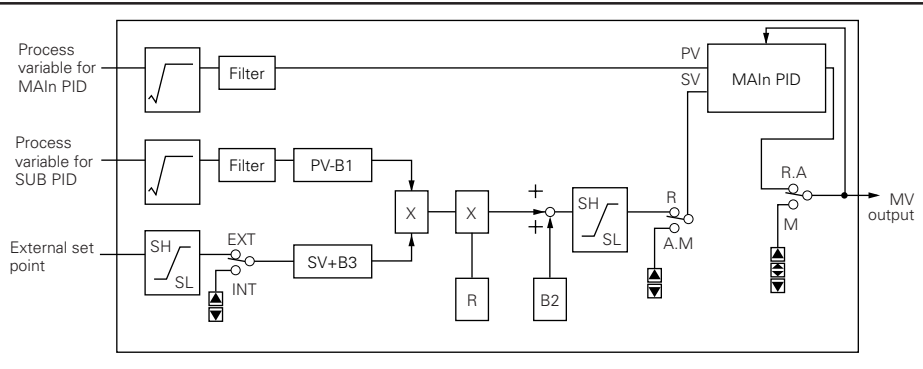 Process
variable for
MAIn PID
Filter
PV
SV
MAIn PID
Process
variable for
SUB PID
Filter
PV-B1
R.A
M
MV
output
X
X
+
+
SH
SL
R
A.M
External set
point
SH
SL
EXT
INT
SV+B3
R
B2